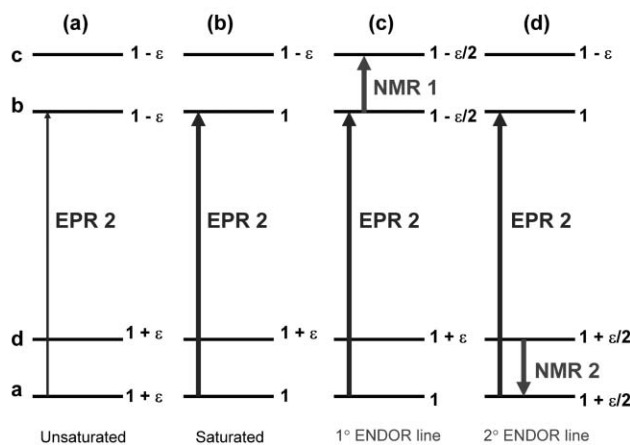 (a) (b) (c) (d)
c 1 - ε 1 - ε 1 - ε/2 1 - ε
NMR 1
b 1 - ε 1 1 - ε/2 1
EPR 2 EPR 2 EPR 2 EPR 2
d 1 + ε 1 + ε 1 + ε 1 + ε/2
NMR 2
a 1 + ε 1 1 1 + ε/2
Unsaturated Saturated 1° ENDOR line 2° ENDOR line